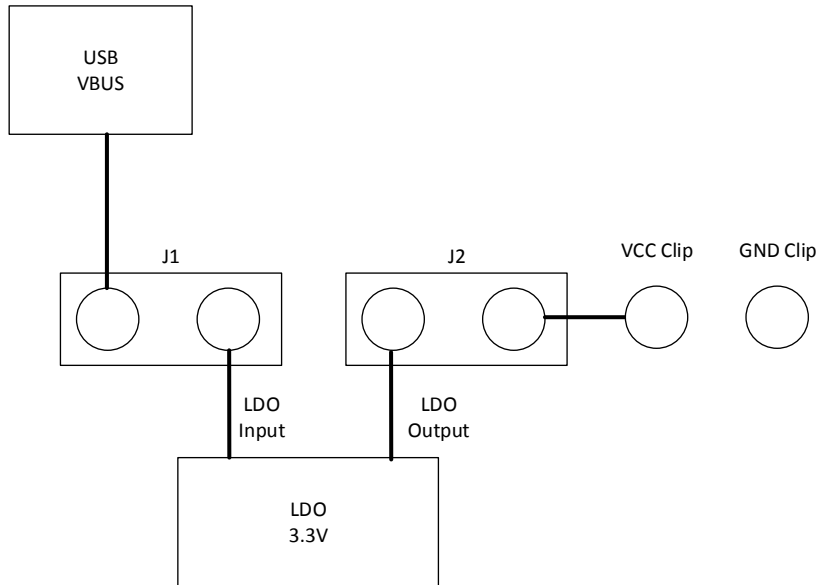 USB
VBUS
J1
J2
VCC Clip
GND Clip
LDO
Input
LDO
Output
LDO
3.3V